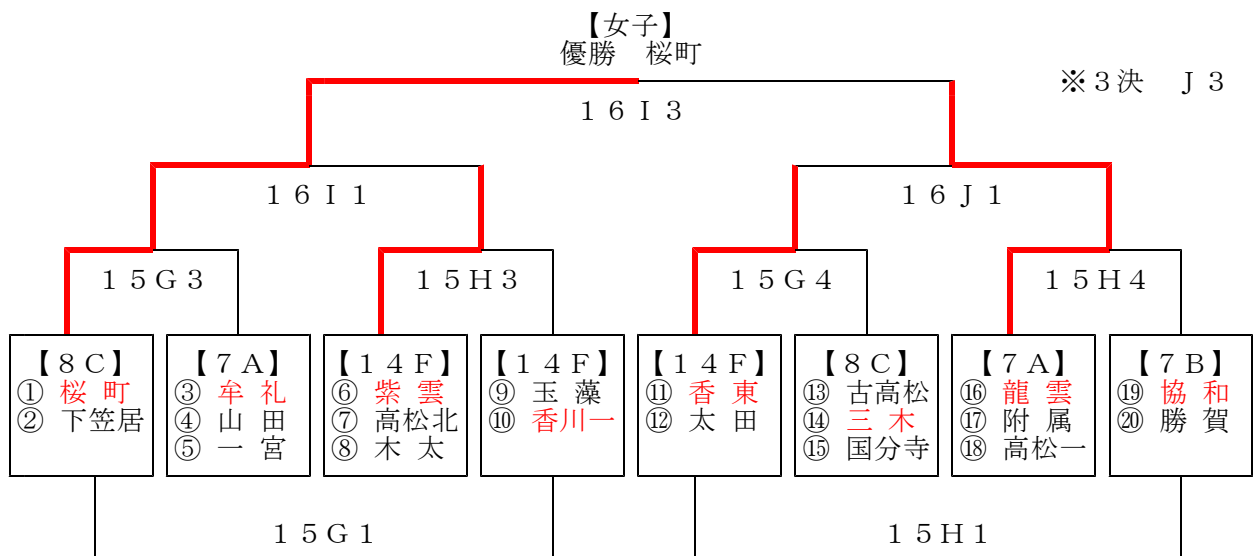 【女子】
優勝　桜町
※３決　Ｊ３
１６Ｉ３
１６Ｉ１
１６Ｊ１
１５Ｇ３
１５Ｈ３
１５Ｇ４
１５Ｈ４
【８Ｃ】
① 桜 町
② 下笠居
【７Ａ】
③ 牟 礼
④ 山 田
⑤ 一 宮
【１４Ｆ】
⑥ 紫 雲
⑦ 高松北
⑧ 木 太
【１４Ｆ】
⑨ 玉 藻
⑩ 香川一
【１４Ｆ】
⑪ 香 東
⑫ 太 田
【８Ｃ】
⑬ 古高松
⑭ 三 木
⑮ 国分寺
【７Ａ】
⑯ 龍 雲
⑰ 附 属
⑱ 高松一
【７Ｂ】
⑲ 協 和
⑳ 勝 賀
１５Ｇ１
１５Ｈ１